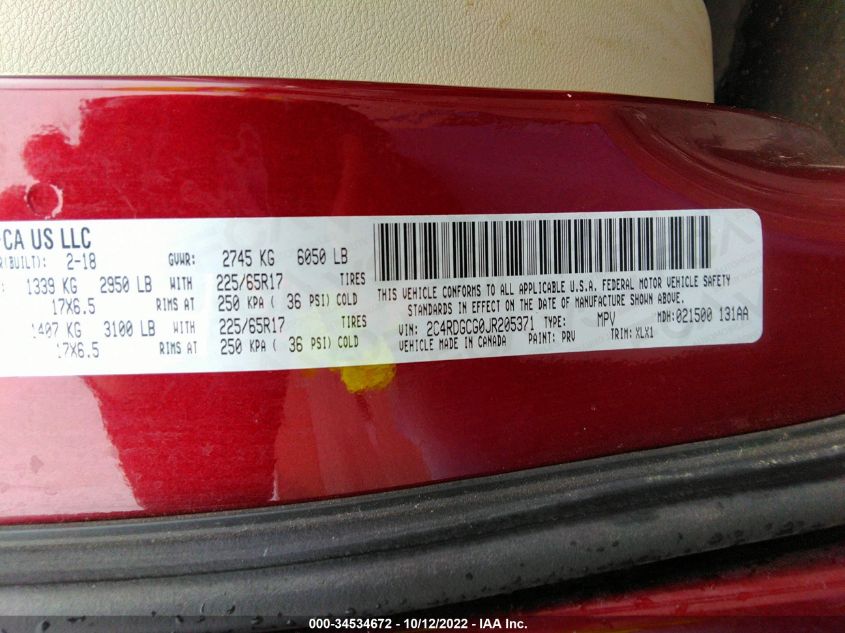 CA US LLC
R(BUILT): 2-18 GVWR: 2745 KG 6050 LB
1339 KG 2950 LB WITH 225/65R17 TIRES
17X6.5 RIMS AT 250 KPA ( 36 PSI) COLD
1407 KG 3100 LB WITH 225/65R17 TIRES
17X6.5 RIMS AT 250 KPA ( 36 PSI) COLD
THIS VEHICLE CONFORMS TO ALL APPLICABLE U.S.A. FEDERAL MOTOR VEHICLE SAFETY
STANDARDS IN EFFECT ON THE DATE OF MANUFACTURE SHOWN ABOVE.
VIN: 2C4RDGCG0JR205371 TYPE: MPV MDH:021500 131AA
VEHICLE MADE IN CANADA PAINT: PRV TRIM: XLX1
000-34534672 - 10/12/2022 - IAA Inc.